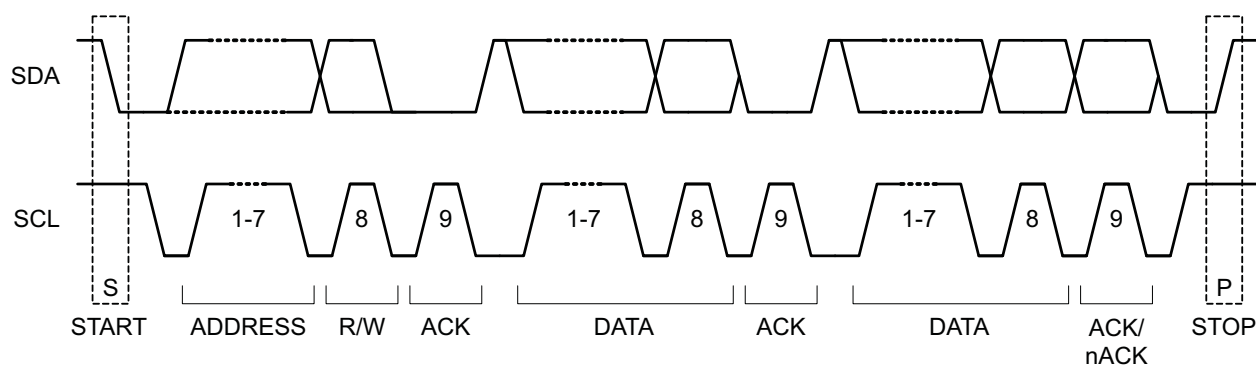 SDA
SCL
1-7 8 9 1-7 8 9 1-7 8 9
S P
START ADDRESS R/W ACK DATA ACK DATA ACK/ STOP
nACK